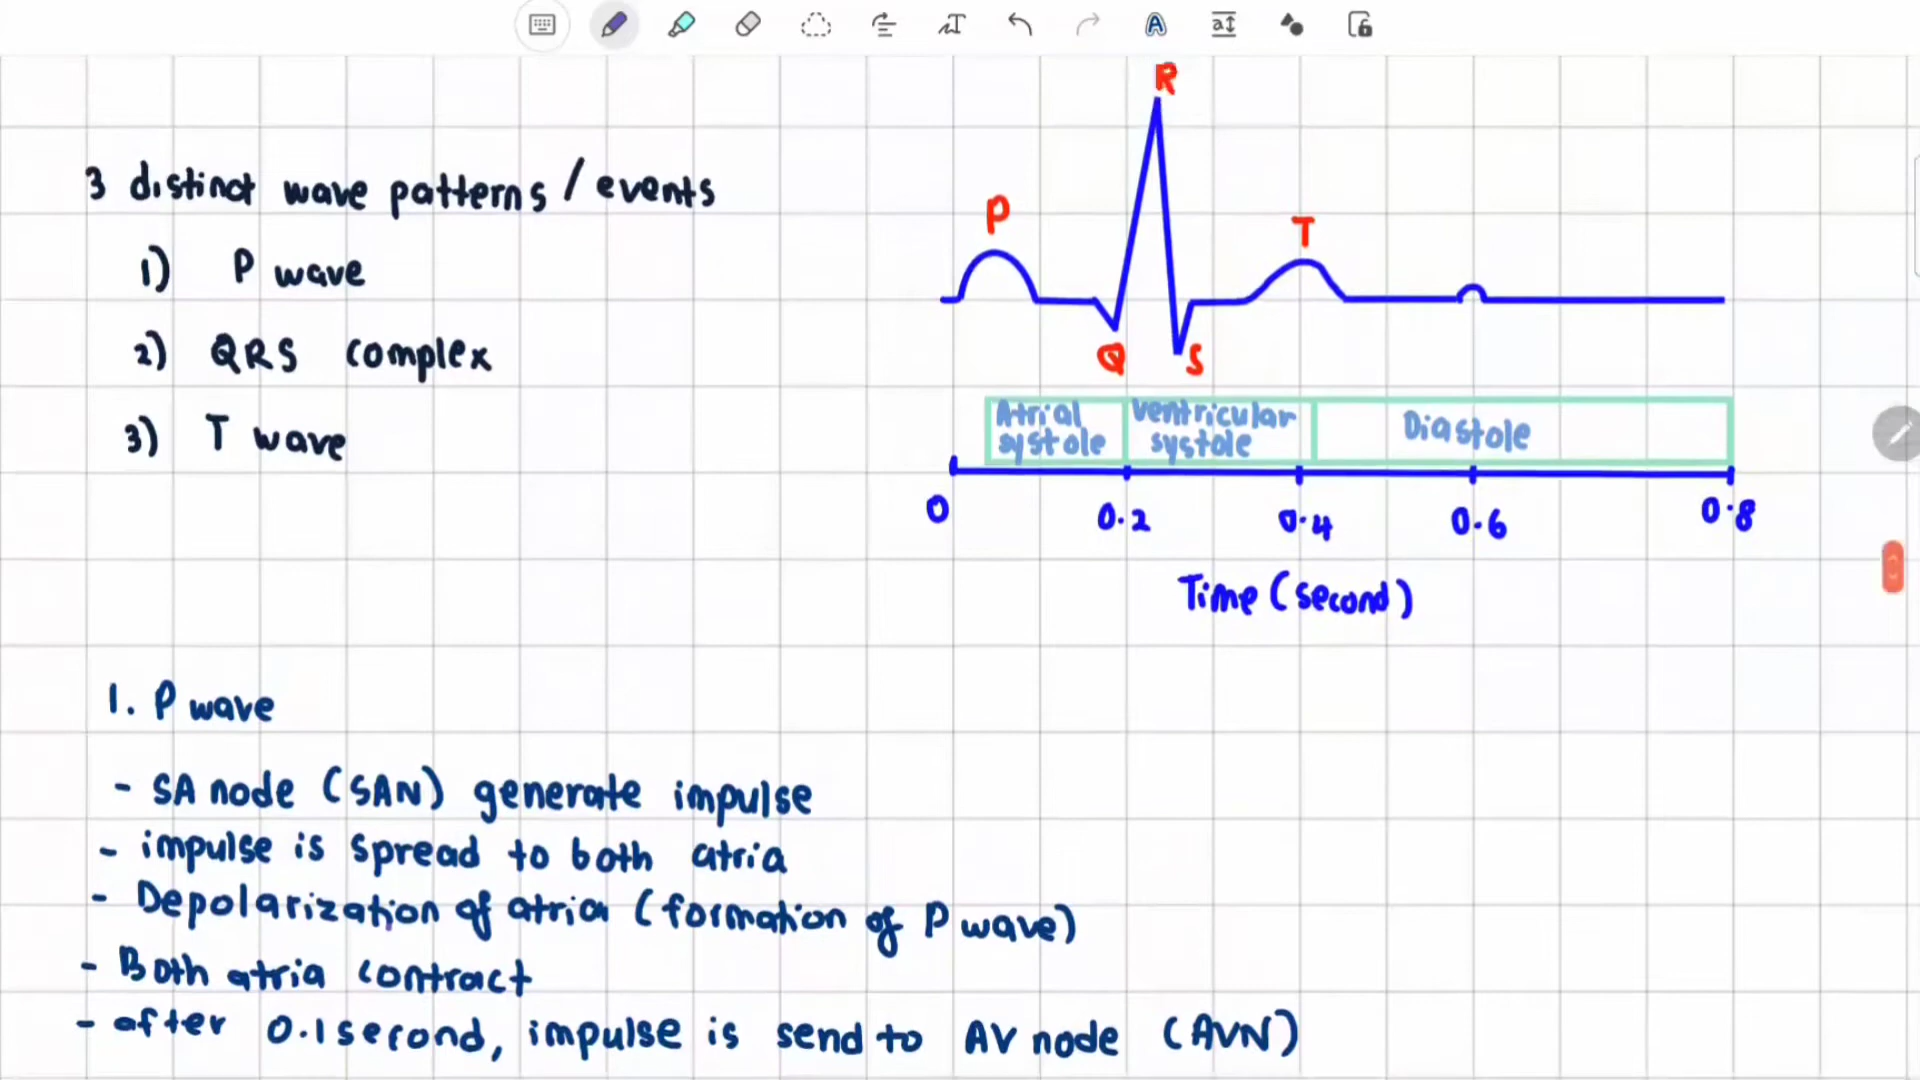 3 distinct wave patterns / events
1) P wave
2) QRS complex
3) T wave
P
Q
R
S
T
Atrial systole
Ventricular systole
Diastole
0
0.2
0.4
0.6
0.8
Time (second)
1. P wave
- SA node (SAN) generate impulse
- impulse is spread to both atria
- Depolarization of atria (formation of P wave)
- Both atria contract
- after 0.1 second, impulse is send to AV node (AVN)